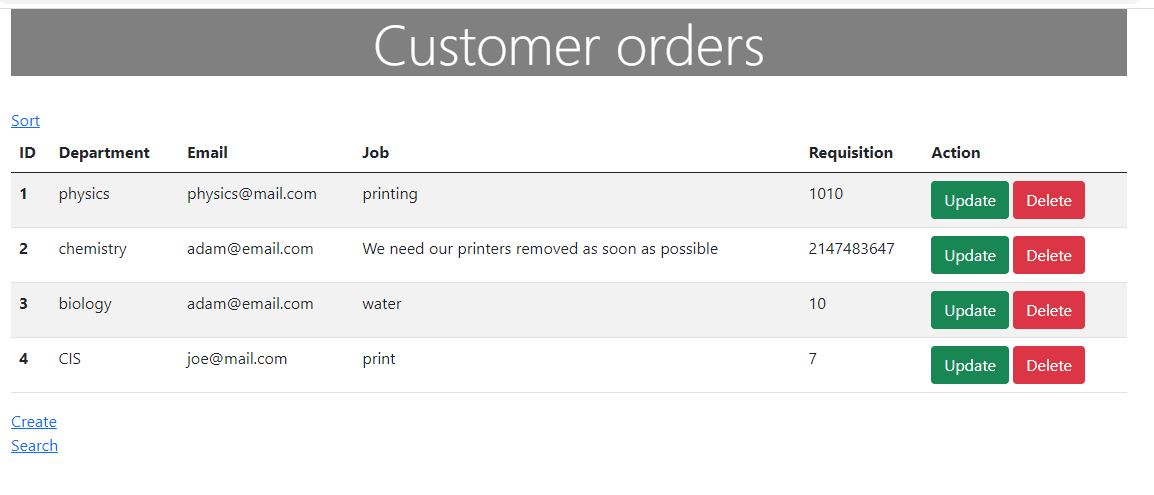 Customer orders
Sort
ID Department Email Job Requisition Action
1 physics physics@mail.com printing 1010 Update Delete
2 chemistry adam@email.com We need our printers removed as soon as possible 2147483647 Update Delete
3 biology adam@email.com water 10 Update Delete
4 CIS joe@mail.com print 7 Update Delete
Create
Search